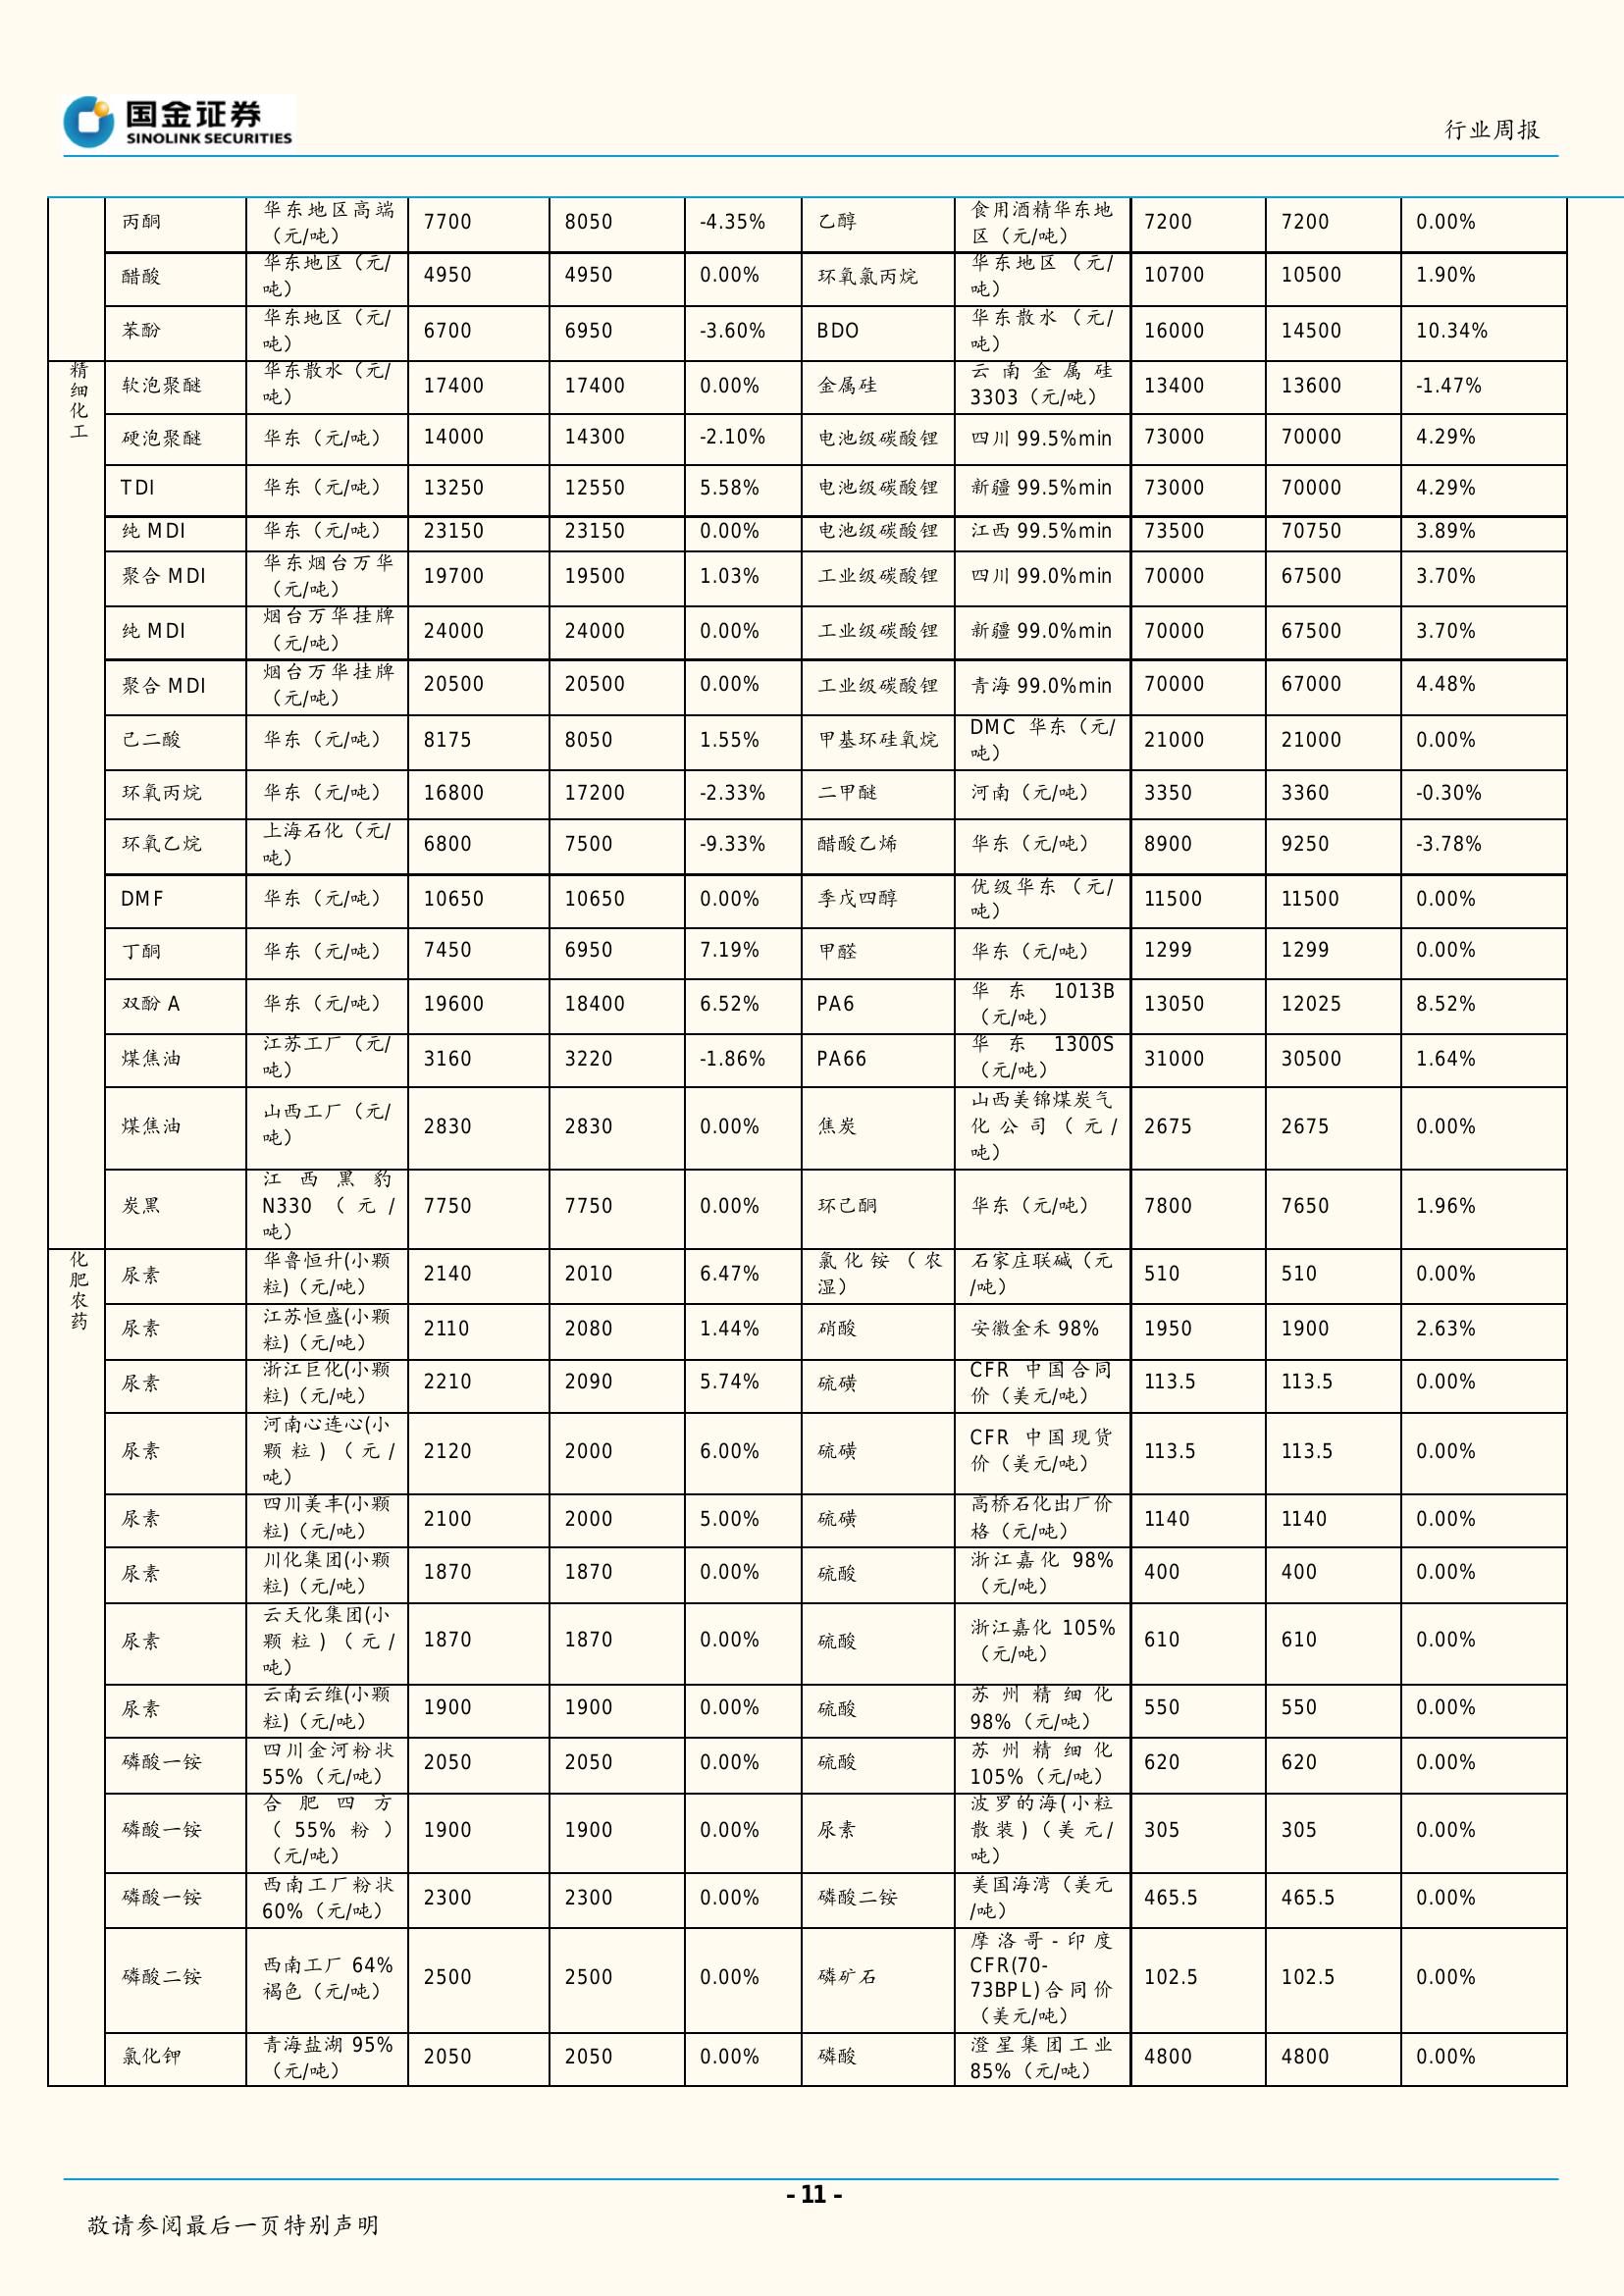 国金证券
SINOLINK SECURITIES
行业周报
丙酮 华东地区高端（元/吨） 7700 8050 -4.35% 乙醇 食用酒精华东地区（元/吨） 7200 7200 0.00%
醋酸 华东地区（元/吨） 4950 4950 0.00% 环氧氯丙烷 华东地区（元/吨） 10700 10500 1.90%
苯酚 华东地区（元/吨） 6700 6950 -3.60% BDO 华东散水（元/吨） 16000 14500 10.34%
精细化工
软泡聚醚 华东散水（元/吨） 17400 17400 0.00% 金属硅 云南金属硅 3303（元/吨） 13400 13600 -1.47%
硬泡聚醚 华东（元/吨） 14000 14300 -2.10% 电池级碳酸锂 四川 99.5%min 73000 70000 4.29%
TDI 华东（元/吨） 13250 12550 5.58% 电池级碳酸锂 新疆 99.5%min 73000 70000 4.29%
纯 MDI 华东（元/吨） 23150 23150 0.00% 电池级碳酸锂 江西 99.5%min 73500 70750 3.89%
聚合 MDI 华东烟台万华（元/吨） 19700 19500 1.03% 工业级碳酸锂 四川 99.0%min 70000 67500 3.70%
纯 MDI 烟台万华挂牌（元/吨） 24000 24000 0.00% 工业级碳酸锂 新疆 99.0%min 70000 67500 3.70%
聚合 MDI 烟台万华挂牌（元/吨） 20500 20500 0.00% 工业级碳酸锂 青海 99.0%min 70000 67000 4.48%
己二酸 华东（元/吨） 8175 8050 1.55% 甲基环硅氧烷 DMC 华东（元/吨） 21000 21000 0.00%
环氧丙烷 华东（元/吨） 16800 17200 -2.33% 二甲醚 河南（元/吨） 3350 3360 -0.30%
环氧乙烷 上海石化（元/吨） 6800 7500 -9.33% 醋酸乙烯 华东（元/吨） 8900 9250 -3.78%
DMF 华东（元/吨） 10650 10650 0.00% 季戊四醇 优级华东（元/吨） 11500 11500 0.00%
丁酮 华东（元/吨） 7450 6950 7.19% 甲醛 华东（元/吨） 1299 1299 0.00%
双酚 A 华东（元/吨） 19600 18400 6.52% PA6 华东 1013B（元/吨） 13050 12025 8.52%
煤焦油 江苏工厂（元/吨） 3160 3220 -1.86% PA66 华东 1300S（元/吨） 31000 30500 1.64%
煤焦油 山西工厂（元/吨） 2830 2830 0.00% 焦炭 山西美锦煤炭气化公司（元/吨） 2675 2675 0.00%
炭黑 江西黑豹 N330（元/吨） 7750 7750 0.00% 环己酮 华东（元/吨） 7800 7650 1.96%
化肥农药
尿素 华鲁恒升(小颗粒)（元/吨） 2140 2010 6.47% 氯化铵（农湿） 石家庄联碱（元/吨） 510 510 0.00%
尿素 江苏恒盛(小颗粒)（元/吨） 2110 2080 1.44% 硝酸 安徽金禾 98% 1950 1900 2.63%
尿素 浙江巨化(小颗粒)（元/吨） 2210 2090 5.74% 硫磺 CFR 中国合同价（美元/吨） 113.5 113.5 0.00%
尿素 河南心连心(小颗粒)（元/吨） 2120 2000 6.00% 硫磺 CFR 中国现货价（美元/吨） 113.5 113.5 0.00%
尿素 四川美丰(小颗粒)（元/吨） 2100 2000 5.00% 硫磺 高桥石化出厂价格（元/吨） 1140 1140 0.00%
尿素 川化集团(小颗粒)（元/吨） 1870 1870 0.00% 硫酸 浙江嘉化 98%（元/吨） 400 400 0.00%
尿素 云天化集团(小颗粒)（元/吨） 1870 1870 0.00% 硫酸 浙江嘉化 105%（元/吨） 610 610 0.00%
尿素 云南云维(小颗粒)（元/吨） 1900 1900 0.00% 硫酸 苏州精细化 98%（元/吨） 550 550 0.00%
磷酸一铵 四川金河粉状 55%（元/吨） 2050 2050 0.00% 硫酸 苏州精细化 105%（元/吨） 620 620 0.00%
磷酸一铵 合肥四方（55%粉）（元/吨） 1900 1900 0.00% 尿素 波罗的海(小粒散装)（美元/吨） 305 305 0.00%
磷酸一铵 西南工厂粉状 60%（元/吨） 2300 2300 0.00% 磷酸二铵 美国海湾（美元/吨） 465.5 465.5 0.00%
磷酸二铵 西南工厂 64%褐色（元/吨） 2500 2500 0.00% 磷矿石 摩洛哥-印度 CFR(70-73BPL)合同价（美元/吨） 102.5 102.5 0.00%
氯化钾 青海盐湖 95%（元/吨） 2050 2050 0.00% 磷酸 澄星集团工业 85%（元/吨） 4800 4800 0.00%
- 11 -
敬请参阅最后一页特别声明